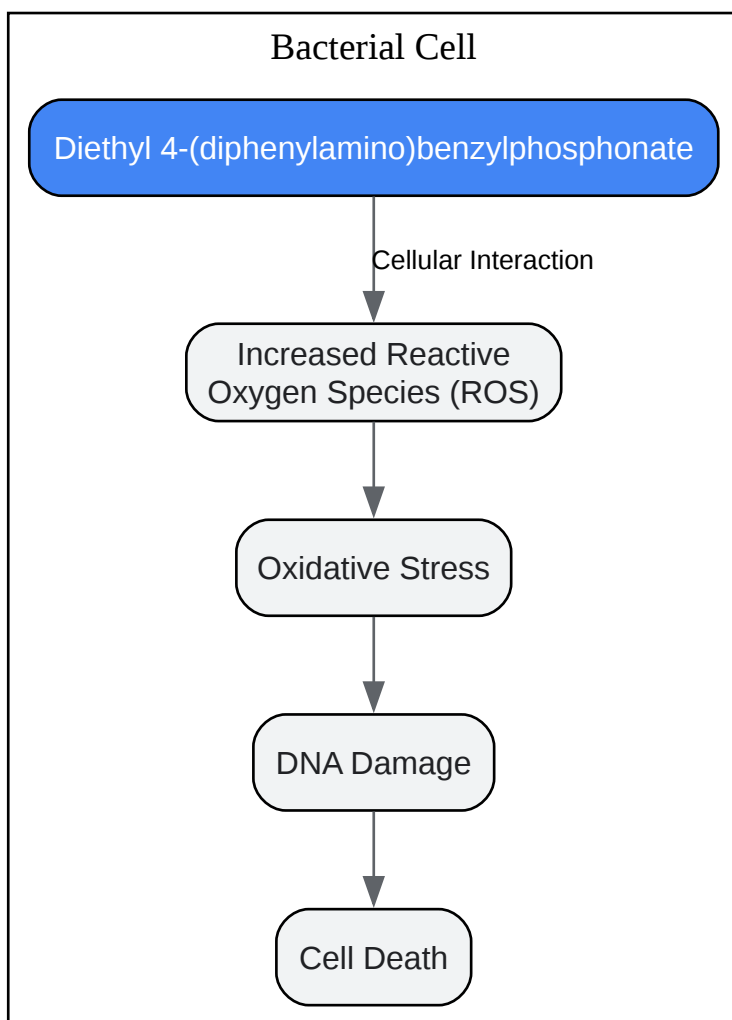 Bacterial Cell
Diethyl 4-(diphenylamino)benzylphosphonate
Cellular Interaction
Increased Reactive
Oxygen Species (ROS)
Oxidative Stress
DNA Damage
Cell Death